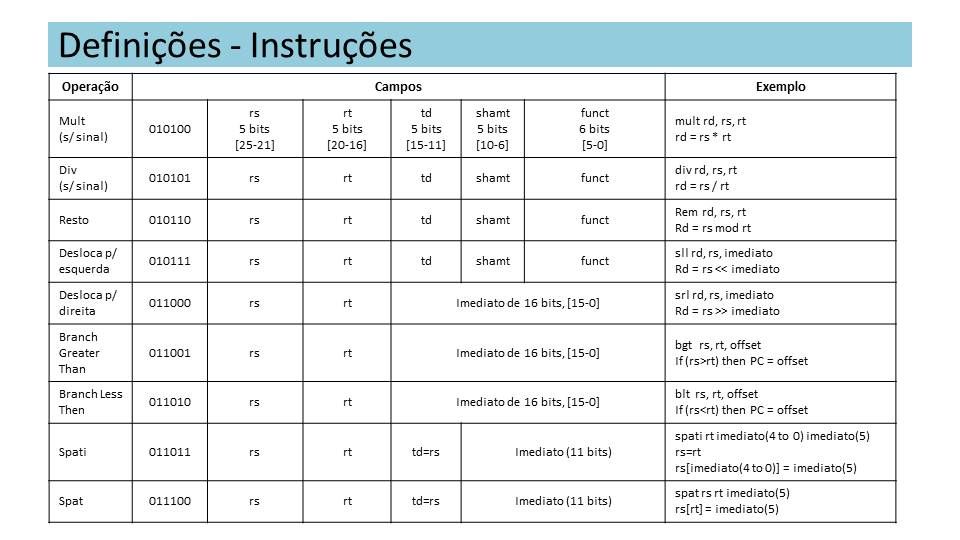 Definições - Instruções
Operação Campos Exemplo
Mult
(s/ sinal)
010100
rs
5 bits
[25-21]
rt
5 bits
[20-16]
td
5 bits
[15-11]
shamt
5 bits
[10-6]
funct
6 bits
[5-0]
mult rd, rs, rt
rd = rs * rt
Div
(s/ sinal)
010101 rs rt td shamt funct
div rd, rs, rt
rd = rs / rt
Resto 010110 rs rt td shamt funct
Rem rd, rs, rt
Rd = rs mod rt
Desloca p/
esquerda
010111 rs rt td shamt funct
sll rd, rs, imediato
Rd = rs << imediato
Desloca p/
direita
011000 rs rt Imediato de 16 bits, [15-0]
srl rd, rs, imediato
Rd = rs >> imediato
Branch
Greater
Than
011001 rs rt Imediato de 16 bits, [15-0]
bgt rs, rt, offset
If (rs>rt) then PC = offset
Branch Less
Then
011010 rs rt Imediato de 16 bits, [15-0]
blt rs, rt, offset
If (rs<rt) then PC = offset
Spati 011011 rs rt td=rs Imediato (11 bits)
spati rt imediato(4 to 0) imediato(5)
rs=rt
rs[imediato(4 to 0)] = imediato(5)
Spat 011100 rs rt td=rs Imediato (11 bits)
spat rs rt imediato(5)
rs[rt] = imediato(5)